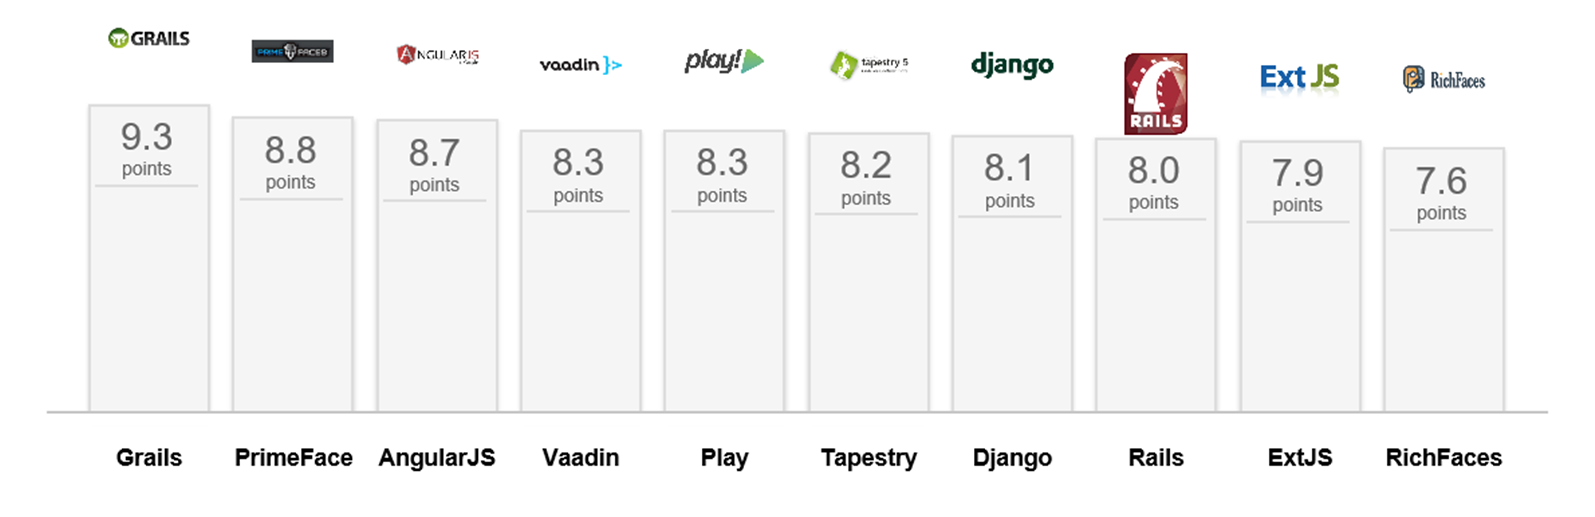 GRAILS
PRIME FACES
ANGULARJS
vaadin }>
play!
tapestry 5
django
RAILS
Ext JS
RichFaces
9.3
points
8.8
points
8.7
points
8.3
points
8.3
points
8.2
points
8.1
points
8.0
points
7.9
points
7.6
points
Grails
PrimeFace
AngularJS
Vaadin
Play
Tapestry
Django
Rails
ExtJS
RichFaces